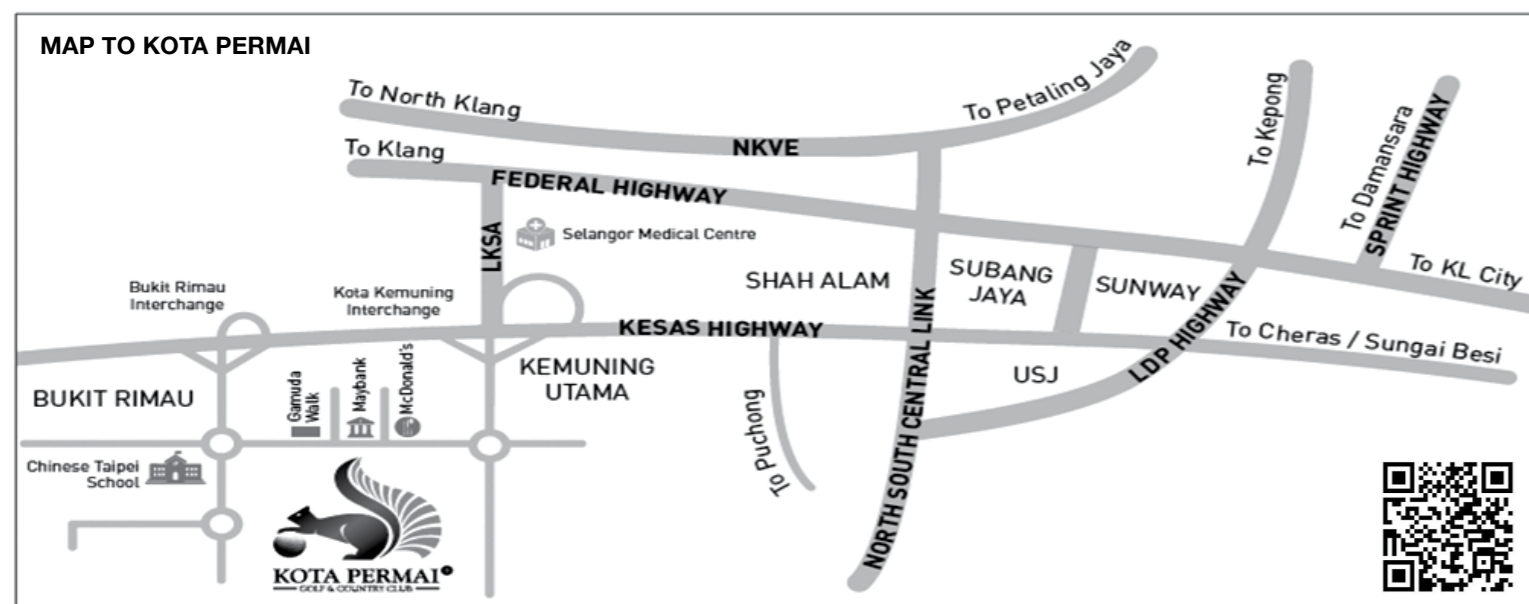 MAP TO KOTA PERMAI
To North Klang
To Petaling Jaya
NKVE
To Klang
FEDERAL HIGHWAY
To Kepong
To Damansara
SPRINT HIGHWAY
To KL City
LKSA
Selangor Medical Centre
SHAH ALAM
SUBANG
JAYA
SUNWAY
Bukit Rimau
Interchange
Kota Kemuning
Interchange
KESAS HIGHWAY
NORTH SOUTH CENTRAL LINK
LDP HIGHWAY
To Cheras / Sungai Besi
BUKIT RIMAU
Gamuda
Walk
Maybank
McDonald's
KEMUNING
UTAMA
USJ
To Puchong
Chinese Taipei
School
KOTA PERMAI
GOLF & COUNTRY CLUB